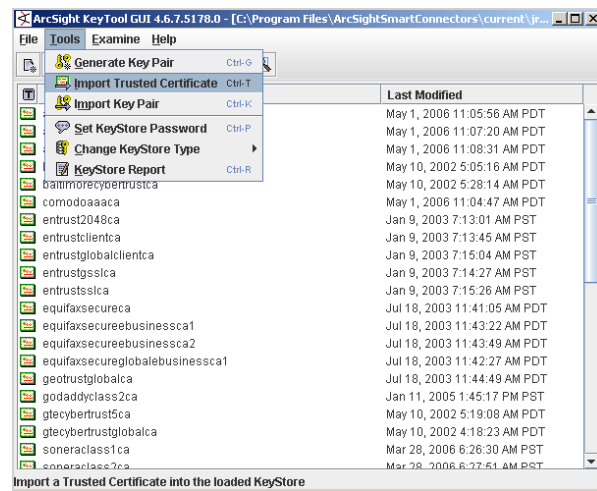 ArcSight KeyTool GUI 4.6.7.5178.0 - [C:\Program Files\ArcSightSmartConnectors\current\jr...
File Tools Examine Help
Generate Key Pair Ctrl-G
Import Trusted Certificate Ctrl-T
T Last Modified
Import Key Pair Ctrl-K
May 1, 2006 11:05:56 AM PDT
Set KeyStore Password Ctrl-P
May 1, 2006 11:07:20 AM PDT
Change KeyStore Type
May 1, 2006 11:08:31 AM PDT
KeyStore Report Ctrl-R
May 10, 2002 5:05:16 AM PDT
baltimorecybertrustca May 10, 2002 5:28:14 AM PDT
comodoaaaca May 1, 2006 11:04:47 AM PDT
entrust2048ca Jan 9, 2003 7:13:01 AM PST
entrustclientca Jan 9, 2003 7:13:45 AM PST
entrustglobalclientca Jan 9, 2003 7:15:04 AM PST
entrustgsslca Jan 9, 2003 7:14:27 AM PST
entrustsslca Jan 9, 2003 7:15:26 AM PST
equifaxsecureca Jul 18, 2003 11:41:05 AM PDT
equifaxsecureebusinessca1 Jul 18, 2003 11:43:22 AM PDT
equifaxsecureebusinessca2 Jul 18, 2003 11:43:49 AM PDT
equifaxsecureglobalebusinessca1 Jul 18, 2003 11:42:27 AM PDT
geotrustglobalca Jul 18, 2003 11:44:49 AM PDT
godaddyclass2ca Jan 11, 2005 1:45:17 PM PST
gtecybertrust5ca May 10, 2002 5:19:08 AM PDT
gtecybertrustglobalca May 10, 2002 4:18:23 AM PDT
soneraclass1ca Mar 28, 2006 6:26:30 AM PST
soneraclass2ca Mar 28, 2006 6:27:51 AM PST
Import a Trusted Certificate into the loaded KeyStore